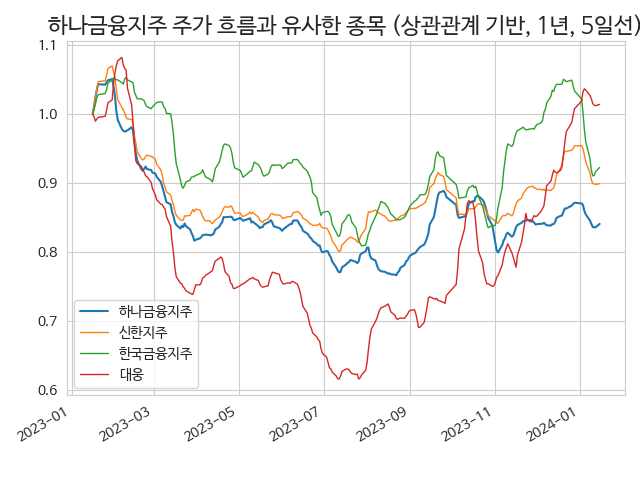 하나금융지주 주가 흐름과 유사한 종목 (상관관계 기반, 1년, 5일선)
1.1
1.0
0.9
0.8
0.7
0.6
하나금융지주
신한지주
한국금융지주
대웅
2023-01
2023-03
2023-05
2023-07
2023-09
2023-11
2024-01